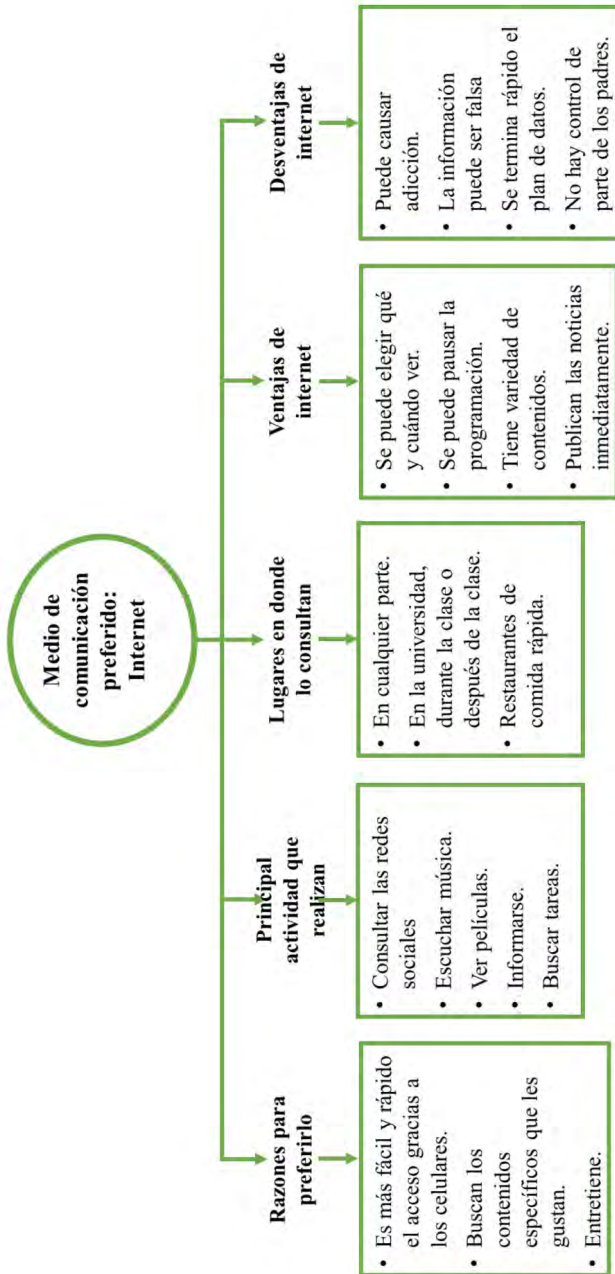 Medio de
comunicación
preferido:
Internet
Razones para
preferirlo
• Es más fácil y rápido
el acceso gracias a
los celulares.
• Buscan los
contenidos
específicos que les
gustan.
• Entretiene.
Principal
actividad que
realizan
• Consultar las redes
sociales
• Escuchar música.
• Ver películas.
• Informarse.
• Buscar tareas.
Lugares en donde
lo consultan
• En cualquier parte.
• En la universidad,
durante la clase o
después de la clase.
• Restaurantes de
comida rápida.
Ventajas de
internet
• Se puede elegir qué
y cuándo ver.
• Se puede pausar la
programación.
• Tiene variedad de
contenidos.
• Publican las noticias
inmediatamente.
Desventajas de
internet
• Puede causar
adicción.
• La información
puede ser falsa
• Se termina rápido el
plan de datos.
• No hay control de
parte de los padres.